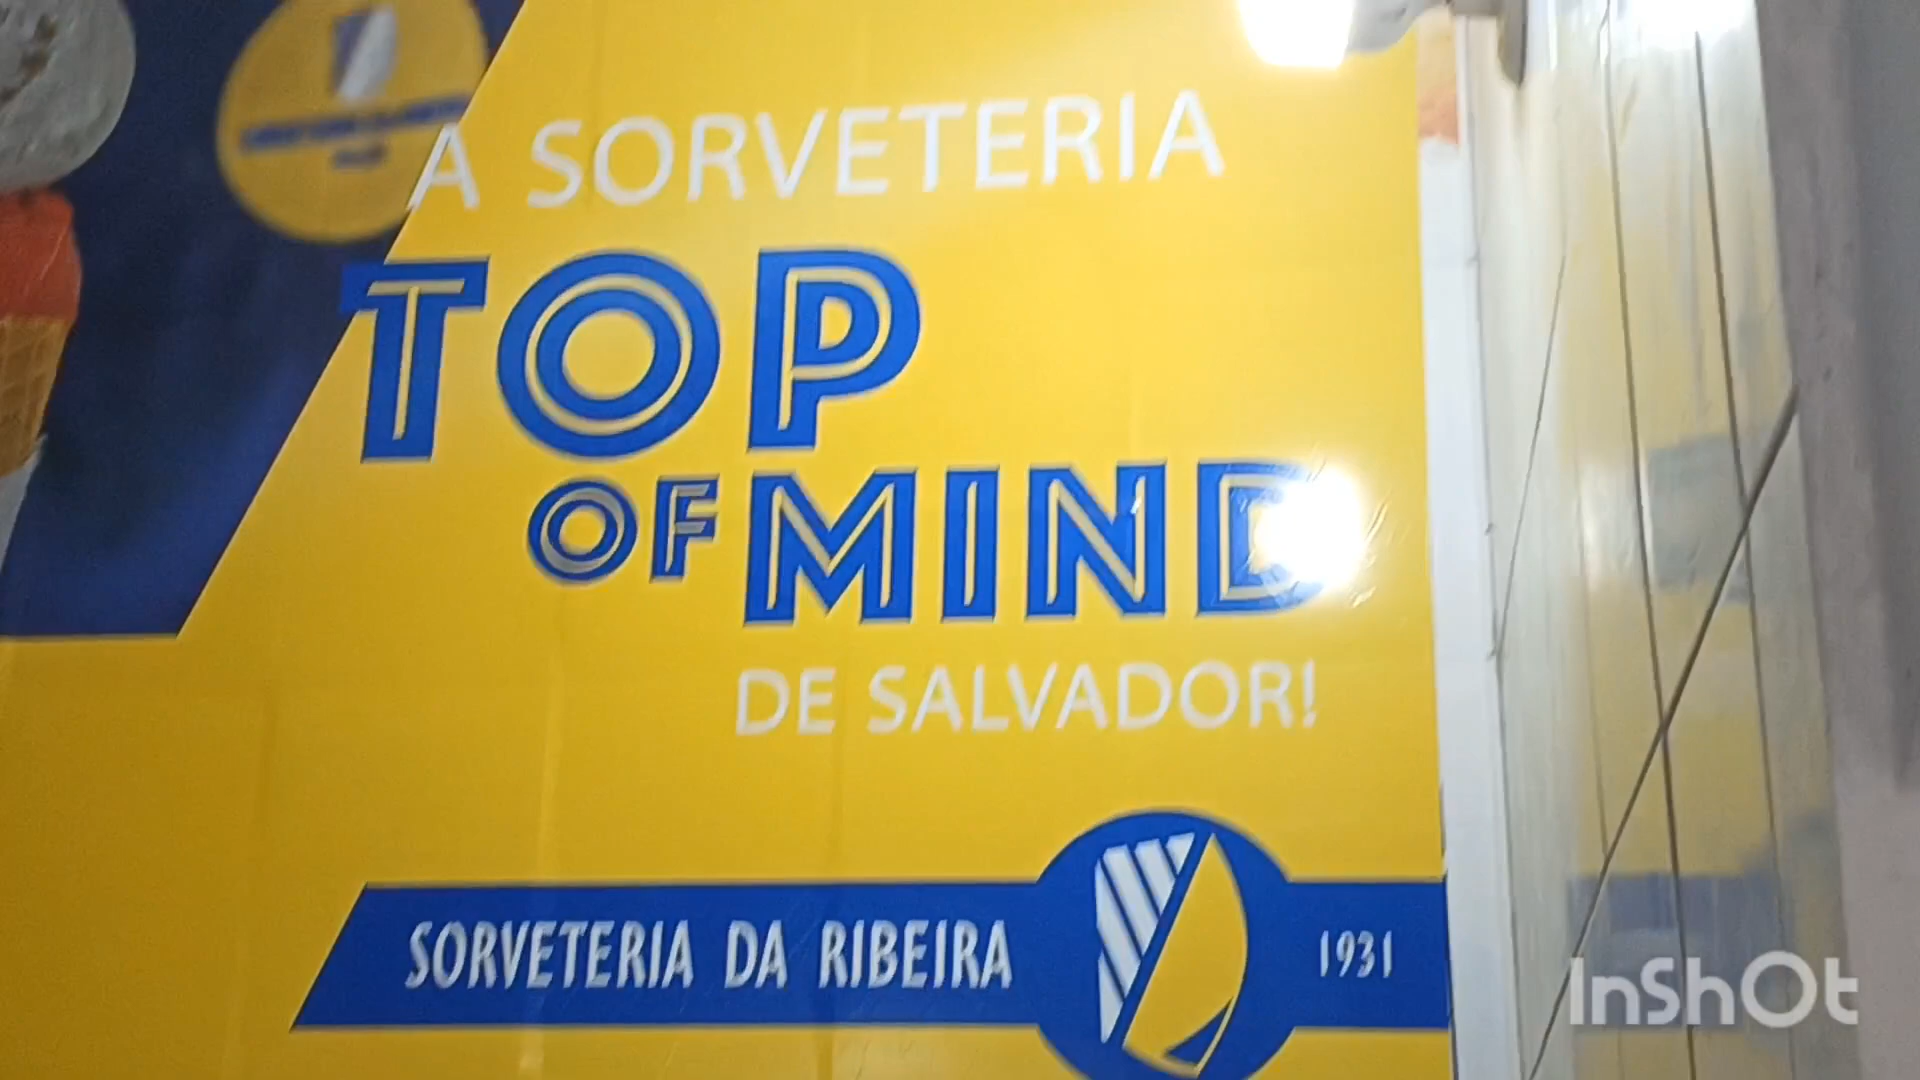 A SORVETERIA
TOP
OF MIND
DE SALVADOR!
SORVETERIA DA RIBEIRA 1931
InShOt